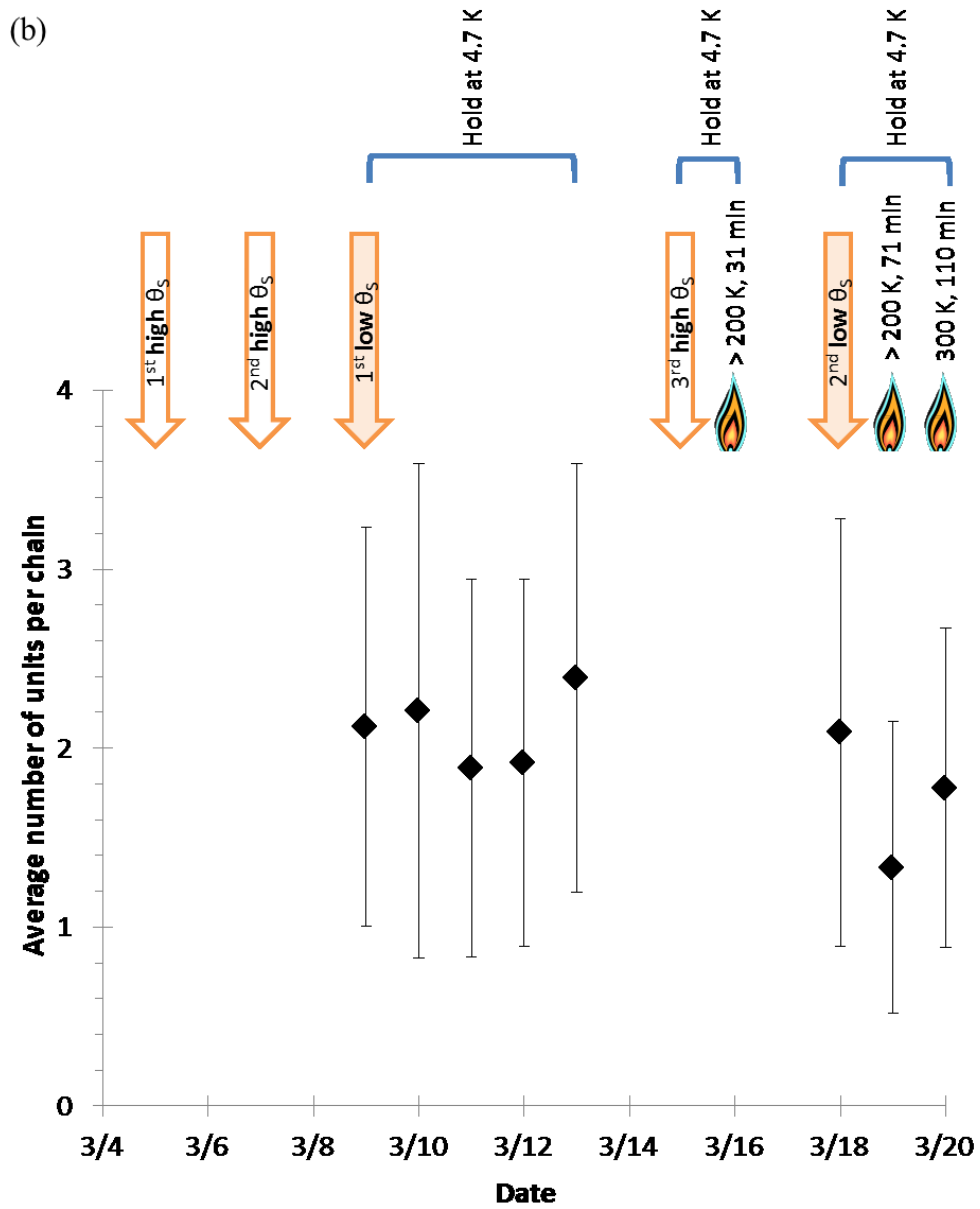 (b)
Hold at 4.7 K
Hold at 4.7 K
Hold at 4.7 K
1st high θS
2nd high θS
1st low θS
3rd high θS
> 200 K, 31 mln
2nd low θS
> 200 K, 71 mln
300 K, 110 mln
Average number of units per chain
4
3
2
1
0
3/4 3/6 3/8 3/10 3/12 3/14 3/16 3/18 3/20
Date